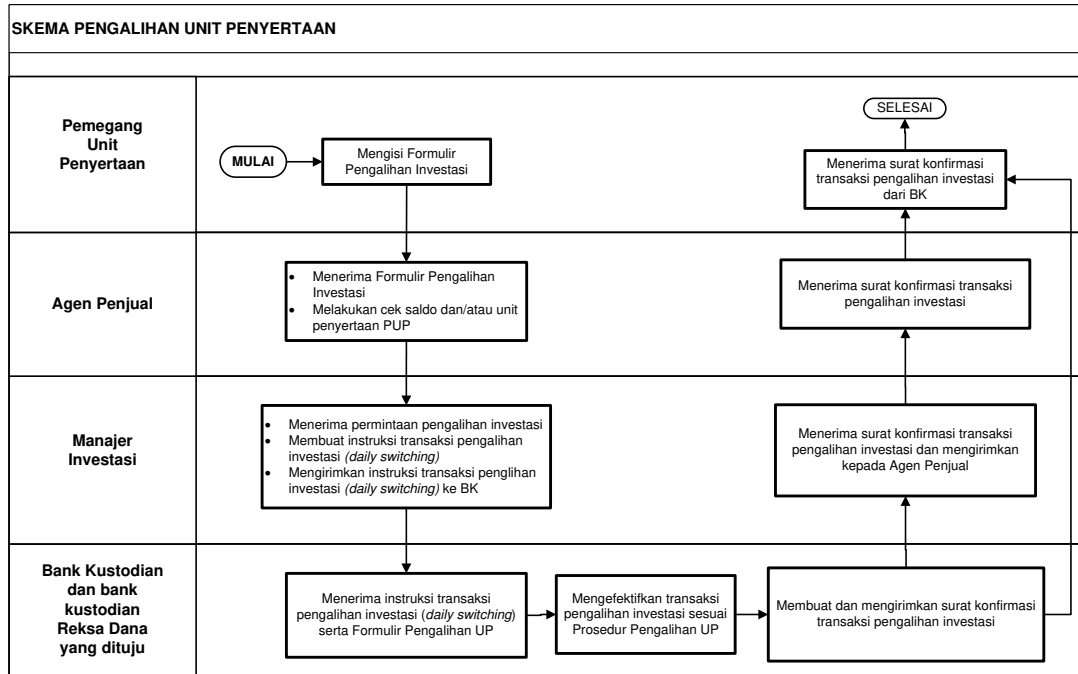 SKEMA PENGALIHAN UNIT PENYERTAAN
Pemegang
Unit
Penyertaan
MULAI
Mengisi Formulir
Pengalihan Investasi
SELESAI
Menerima surat konfirmasi
transaksi pengalihan investasi
dari BK
Agen Penjual
• Menerima Formulir Pengalihan
Investasi
• Melakukan cek saldo dan/atau unit
penyertaan PUP
Menerima surat konfirmasi transaksi
pengalihan investasi
Manajer
Investasi
• Menerima permintaan pengalihan investasi
• Membuat instruksi transaksi pengalihan
investasi (daily switching)
• Mengirimkan instruksi transaksi penglihan
investasi (daily switching) ke BK
Menerima surat konfirmasi transaksi
pengalihan investasi dan mengirimkan
kepada Agen Penjual
Bank Kustodian
dan bank
kustodian
Reksa Dana
yang dituju
Menerima instruksi transaksi
pengalihan investasi (daily switching)
serta Formulir Pengalihan UP
Mengefektifkan transaksi
pengalihan investasi sesuai
Prosedur Pengalihan UP
Membuat dan mengirimkan surat konfirmasi
transaksi pengalihan investasi